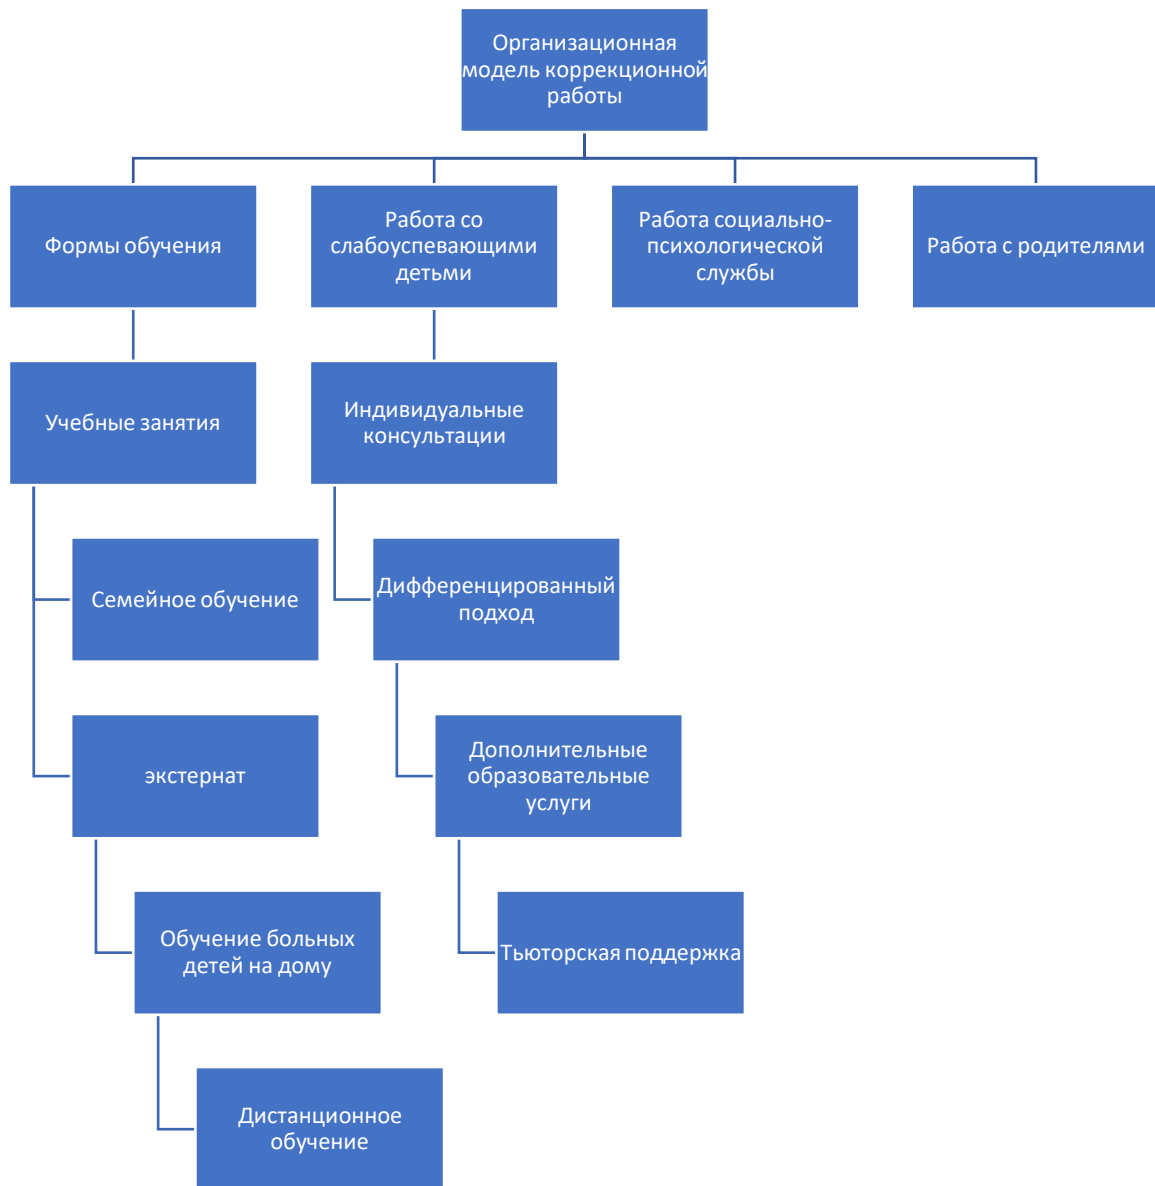 Организационная
модель коррекционной
работы
Формы обучения
Работа со
слабоуспевающими
детьми
Работа социально-
психологической
службы
Работа с родителями
Учебные занятия
Индивидуальные
консультации
Семейное обучение
Дифференцированный
подход
экстернат
Дополнительные
образовательные
услуги
Обучение больных
детей на дому
Тьюторская поддержка
Дистанционное
обучение